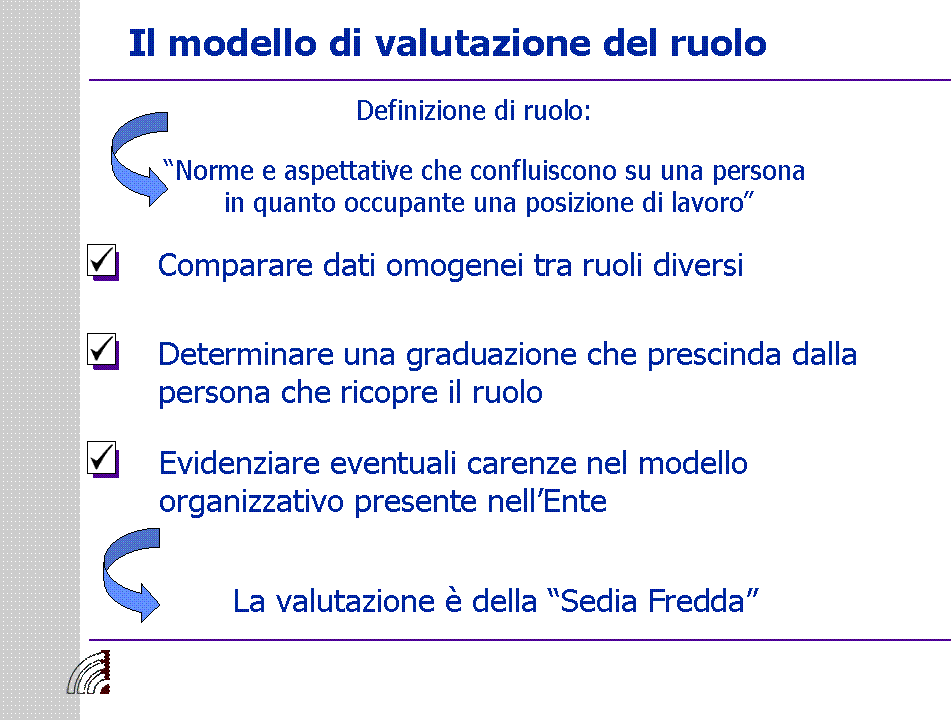 Il modello di valutazione del ruolo
Definizione di ruolo:
“Norme e aspettative che confluiscono su una persona
in quanto occupante una posizione di lavoro”
Comparare dati omogenei tra ruoli diversi
Determinare una graduazione che prescinda dalla
persona che ricopre il ruolo
Evidenziare eventuali carenze nel modello
organizzativo presente nell’Ente
La valutazione è della “Sedia Fredda”